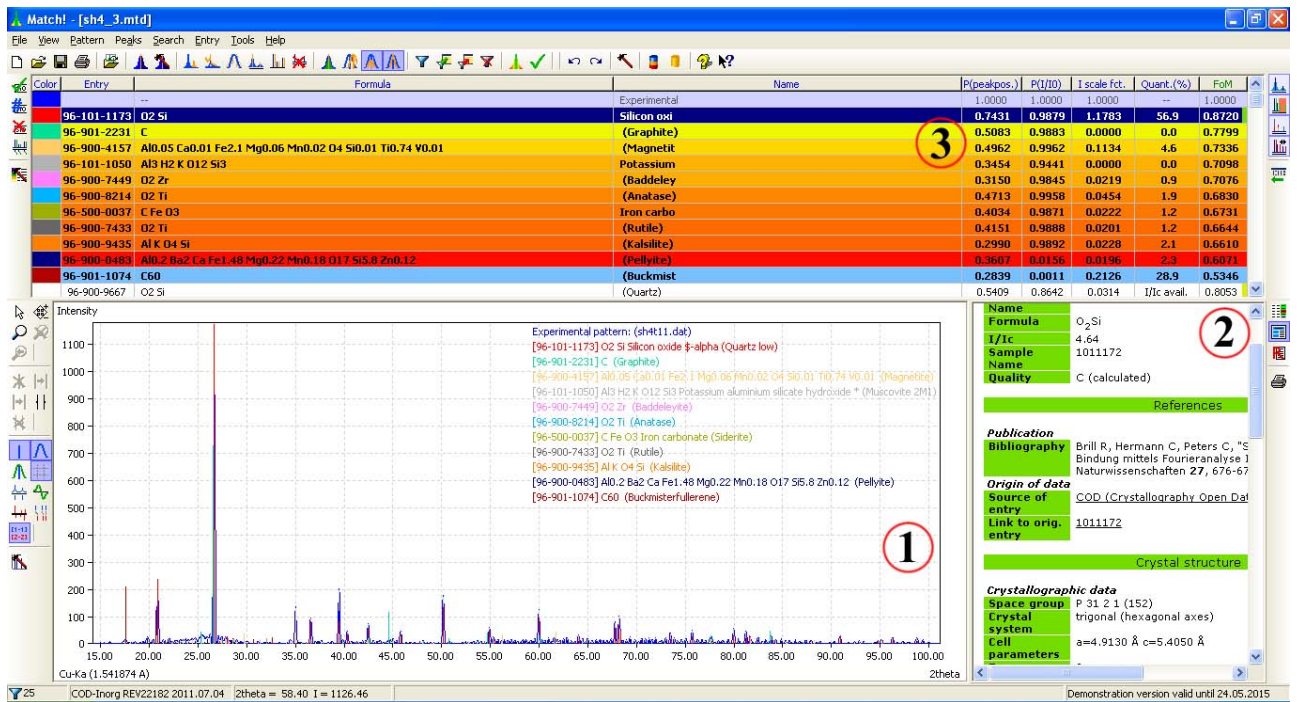 Match! - [sh4_3.mtd]
File View Pattern Peaks Search Entry Tools Help
Color Entry Formula Name P(peakpos.) P(I/I0) I scale fct. Quant.(%) FoM
-- Experimental 1.0000 1.0000 1.0000 -- 1.0000
96-101-1173 O2 Si Silicon oxi 0.7431 0.9879 1.1783 56.9 0.8720
96-901-2231 C (Graphite) 0.5083 0.9883 0.0000 0.0 0.7799
96-900-4157 Al0.05 Ca0.01 Fe2.1 Mg0.06 Mn0.02 O4 Si0.01 Ti0.74 V0.01 (Magnetit 0.4962 0.9962 0.1134 4.6 0.7336
96-101-1050 Al3 H2 K O12 Si3 Potassium 0.3454 0.9441 0.0000 0.0 0.7098
96-900-7449 O2 Zr (Baddeley 0.3150 0.9845 0.0219 0.9 0.7076
96-900-8214 O2 Ti (Anatase) 0.4713 0.9958 0.0454 1.9 0.6830
96-500-0037 C Fe O3 Iron carbo 0.4034 0.9871 0.0222 1.2 0.6731
96-900-7433 O2 Ti (Rutile) 0.4151 0.9888 0.0201 1.2 0.6644
96-900-9435 Al K O4 Si (Kalsilite) 0.2990 0.9892 0.0228 2.1 0.6610
96-900-0483 Al0.2 Ba2 Ca Fe1.48 Mg0.22 Mn0.18 O17 Si5.8 Zn0.12 (Pellyite) 0.3607 0.0156 0.0196 2.3 0.6071
96-901-1074 C60 (Buckmist 0.2839 0.0011 0.2126 28.9 0.5346
96-900-9667 O2 Si (Quartz) 0.5409 0.8642 0.0314 I/Ic avail. 0.8053
3
Intensity
1100
1000
900
800
700
600
500
400
300
200
100
0
Experimental pattern: (sh4t11.dat)
[96-101-1173] O2 Si Silicon oxide $-alpha (Quartz low)
[96-901-2231] C (Graphite)
[96-900-4157] Al0.05 Ca0.01 Fe2.1 Mg0.06 Mn0.02 O4 Si0.01 Ti0.74 V0.01 (Magnetite)
[96-101-1050] Al3 H2 K O12 Si3 Potassium aluminium silicate hydroxide * (Muscovite 2M1)
[96-900-7449] O2 Zr (Baddeleyite)
[96-900-8214] O2 Ti (Anatase)
[96-500-0037] C Fe O3 Iron carbonate (Siderite)
[96-900-7433] O2 Ti (Rutile)
[96-900-9435] Al K O4 Si (Kalsilite)
[96-900-0483] Al0.2 Ba2 Ca Fe1.48 Mg0.22 Mn0.18 O17 Si5.8 Zn0.12 (Pellyite)
[96-901-1074] C60 (Buckmisterfullerene)
1
15.00 20.00 25.00 30.00 35.00 40.00 45.00 50.00 55.00 60.00 65.00 70.00 75.00 80.00 85.00 90.00 95.00 100.00
Cu-Ka (1.541874 A) 2theta
Name
Formula O2Si
I/Ic 4.64
Sample 1011172
Name
Quality C (calculated)
2
References
Publication
Bibliography Brill R, Hermann C, Peters C, "S
Bindung mittels Fourieranalyse I
Naturwissenschaften 27, 676-67
Origin of data
Source of COD (Crystallography Open Dat
entry
Link to orig. 1011172
entry
Crystal structure
Crystallographic data
Space group P 31 2 1 (152)
Crystal trigonal (hexagonal axes)
system
Cell a=4.9130 Å c=5.4050 Å
parameters
25 COD-Inorg REV22182 2011.07.04 2theta = 58.40 I = 1126.46 Demonstration version valid until 24.05.2015